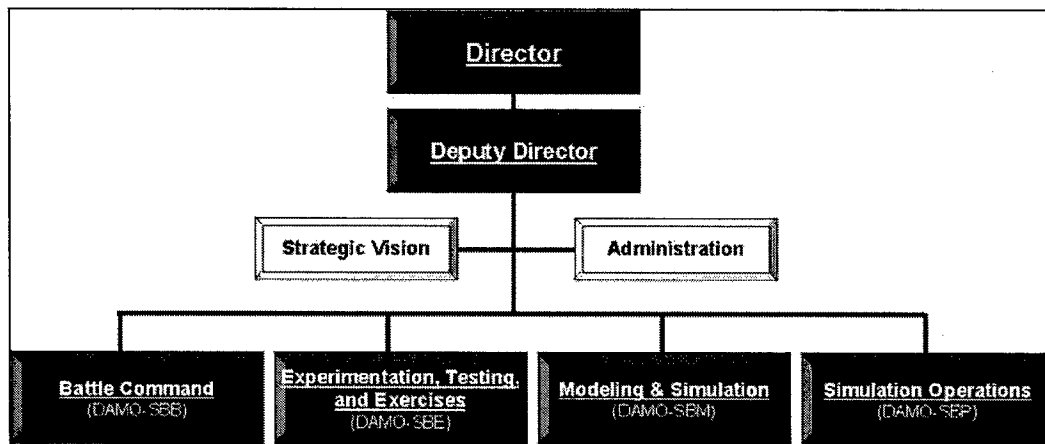 Director
Deputy Director
Strategic Vision
Administration
Battle Command
(DAMO-SBB)
Experimentation, Testing,
and Exercises
(DAMO-SBE)
Modeling & Simulation
(DAMO-SBM)
Simulation Operations
(DAMO-SBP)